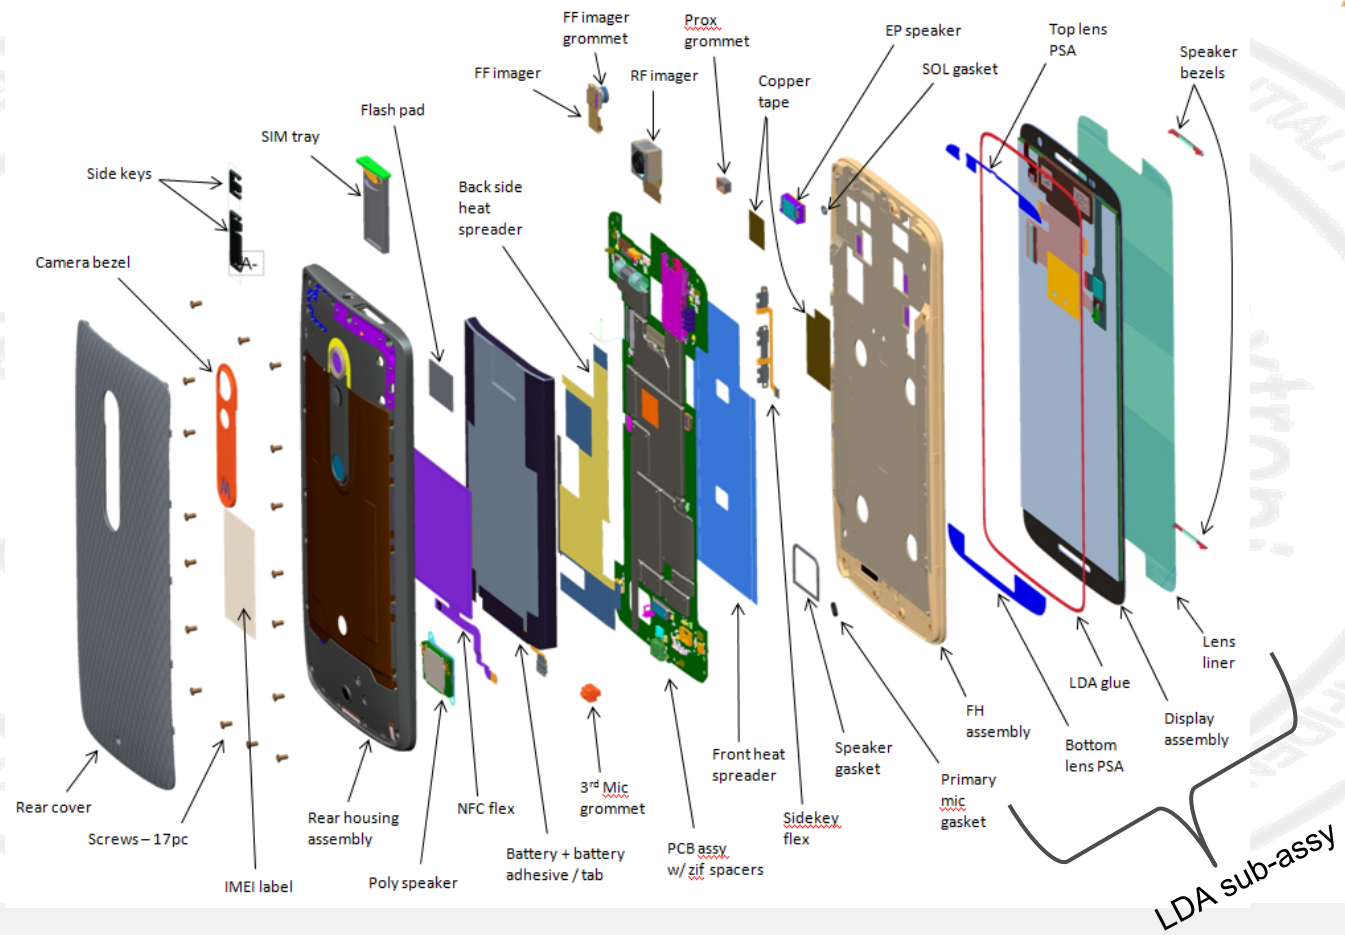 FF imager
grommet
Prox
grommet
EP speaker
Top lens
PSA
Speaker
bezels
FF imager
RF imager
Copper
tape
SOL gasket
Flash pad
SIM tray
Side keys
Back side
heat
spreader
Camera bezel
A-
Lens
liner
LDA glue
FH
assembly
Display
assembly
Bottom
lens PSA
Speaker
gasket
Front heat
spreader
Primary
mic
gasket
3rd Mic
grommet
NFC flex
Rear cover
Rear housing
assembly
Sidekey
flex
Screws – 17pc
Battery + battery
adhesive / tab
PCB assy
w/ zif spacers
Poly speaker
IMEI label
LDA sub-assy